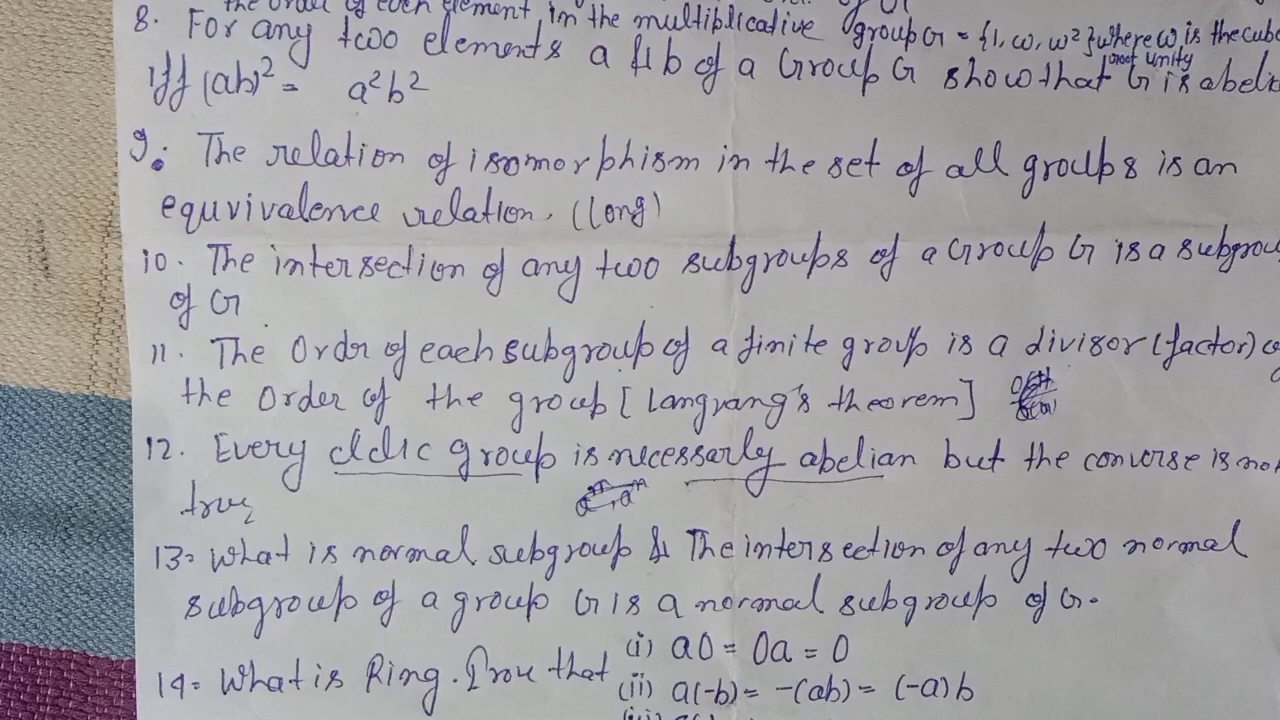 the order of each element, in the multiplicative group G = {1, ω, ω²} where ω is the cube
root unity
8. For any two elements a & b of a Group G show that G is abelia
iff (ab)² = a²b²
9. The relation of isomorphism in the set of all groups is an
equvivalence relation. (long)
10. The intersection of any two subgroups of a Group G is a subgrou
of G
11. The Order of each subgroup of a finite group is a divisor (factor) o
the order of the group [Langrang's theorem]
12. Every clclic group is necessarly abelian but the converse is not
true
13. What is normal subgroup & The intersection of any two normal
subgroup of a group G is a normal subgroup of G.
14. What is Ring. Prove that (i) a0 = 0a = 0
(ii) a(-b) = -(ab) = (-a)b